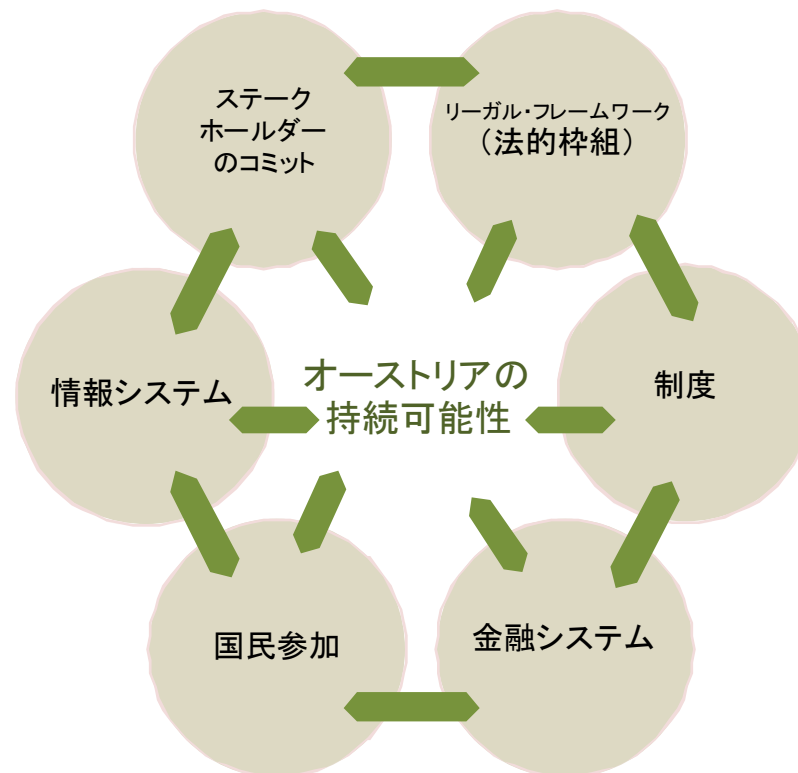 ステーク
ホールダー
のコミット
リーガル・フレームワーク
（法的枠組）
情報システム
オーストリアの
持続可能性
制度
国民参加
金融システム